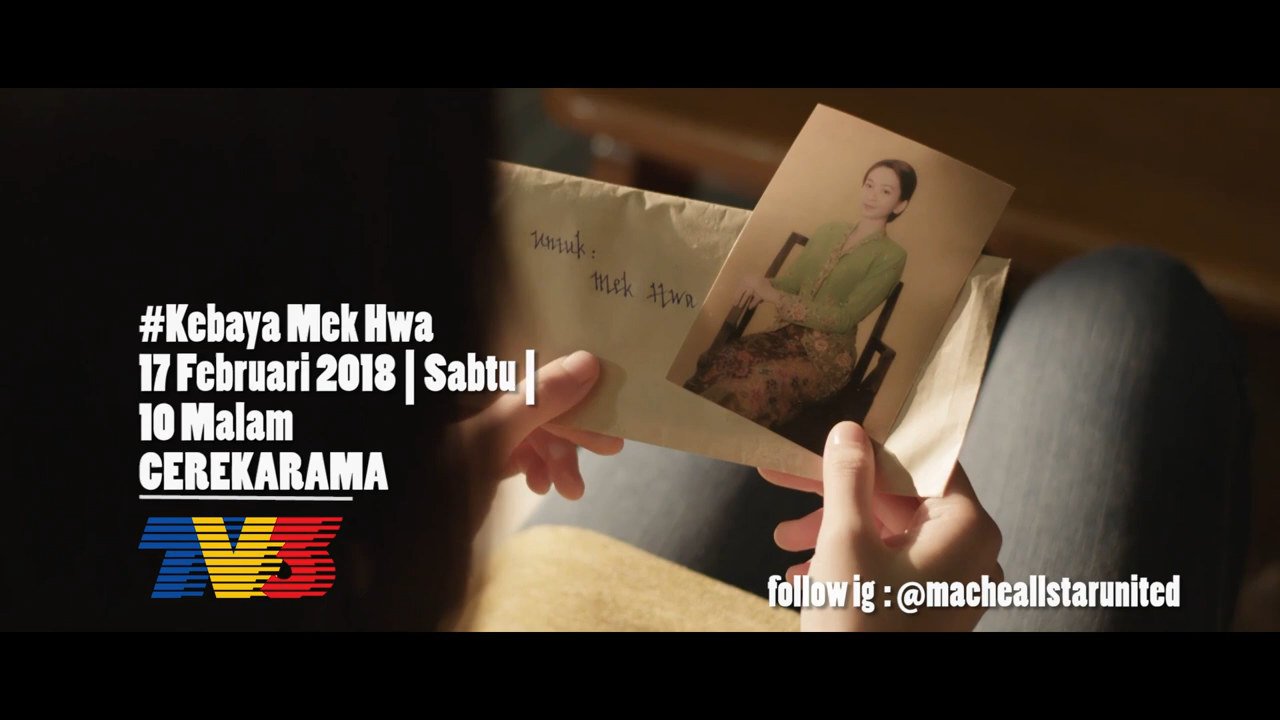 untuk:
Mek Hwa
#Kebaya Mek Hwa
17 Februari 2018 | Sabtu |
10 Malam
CEREKARAMA
TV3
follow ig : @macheallstarunited